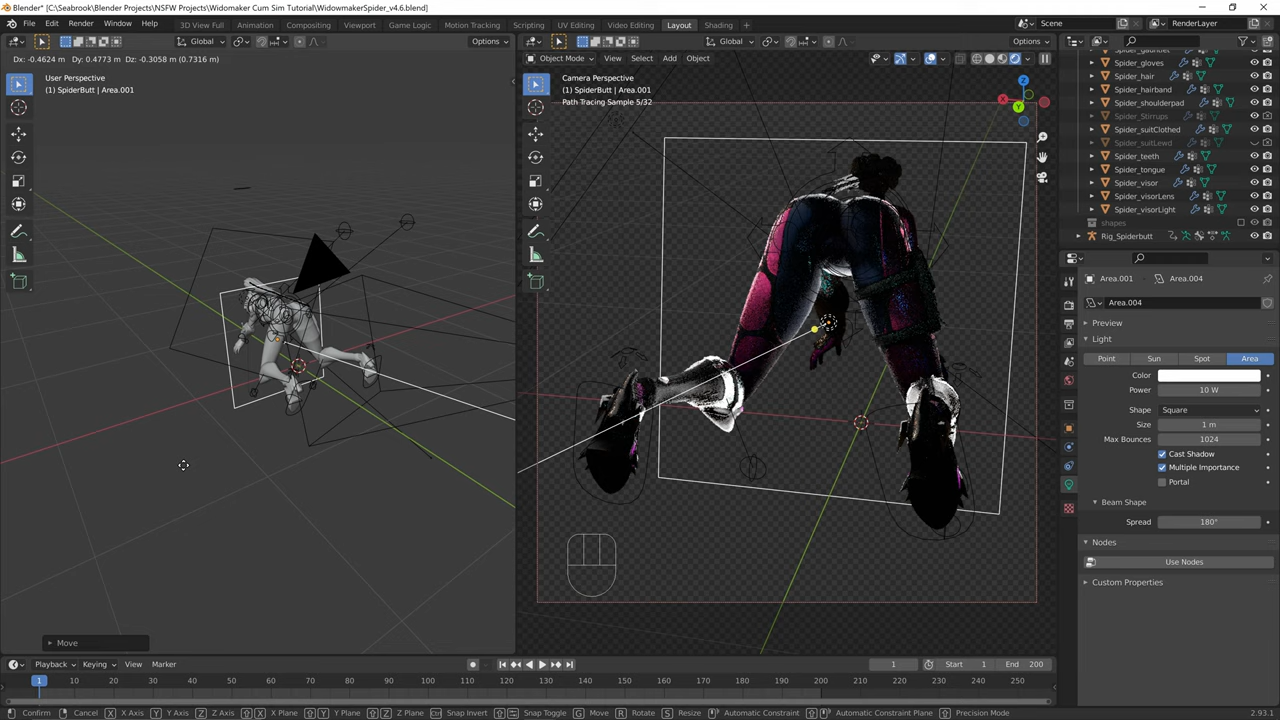 Blender* [C:\Seabrook\Blender Projects\NSFW Projects\Widomaker Cum Sim Tutorial\WidowmakerSpider_v4.6.blend]
File Edit Render Window Help 3D View Full Animation Scripting Compositing UV Editing Video Editing Motion Tracking Game Logic Layout Shading Scene RenderLayer
Global Options
Global Options
Dx: -0.4624 m Dy: 0.4773 m Dz: -0.3058 m (0.7316 m)
Object Mode View Select Add Object
User Perspective
(1) SpiderButt | Area.001
Camera Perspective
(1) SpiderButt | Area.001
Path Tracing Sample 5/32
X
Y
Z
Spider_gloves
Spider_hair
Spider_hairband
Spider_shoulderpad
Spider_Stirrups
Spider_suitClothed
Spider_suitLewd
Spider_teeth
Spider_tongue
Spider_visor
Spider_visorLens
Spider_visorLight
shapes
Rig_Spiderbutt
Area.001 Area.004
Area.004
Preview
Light
Point Sun Spot Area
Color
Power 10 W
Shape Square
Size 1 m
Max Bounces 1024
Cast Shadow
Multiple Importance
Portal
Beam Shape
Spread 180°
Nodes
Use Nodes
Custom Properties
Move
Playback Keying View Marker 1 Start 1 End 200
1 10 20 30 40 50 60 70 80 90 100 110 120 130 140 150 160 170 180 190 200 210 220 230 240 250
Confirm Cancel X X Axis Y Y Axis Z Z Axis X X Plane Y Y Plane Z Z Plane Snap Invert Snap Toggle G Move R Rotate S Resize Automatic Constraint Automatic Constraint Plane Precision Mode 2.93.1